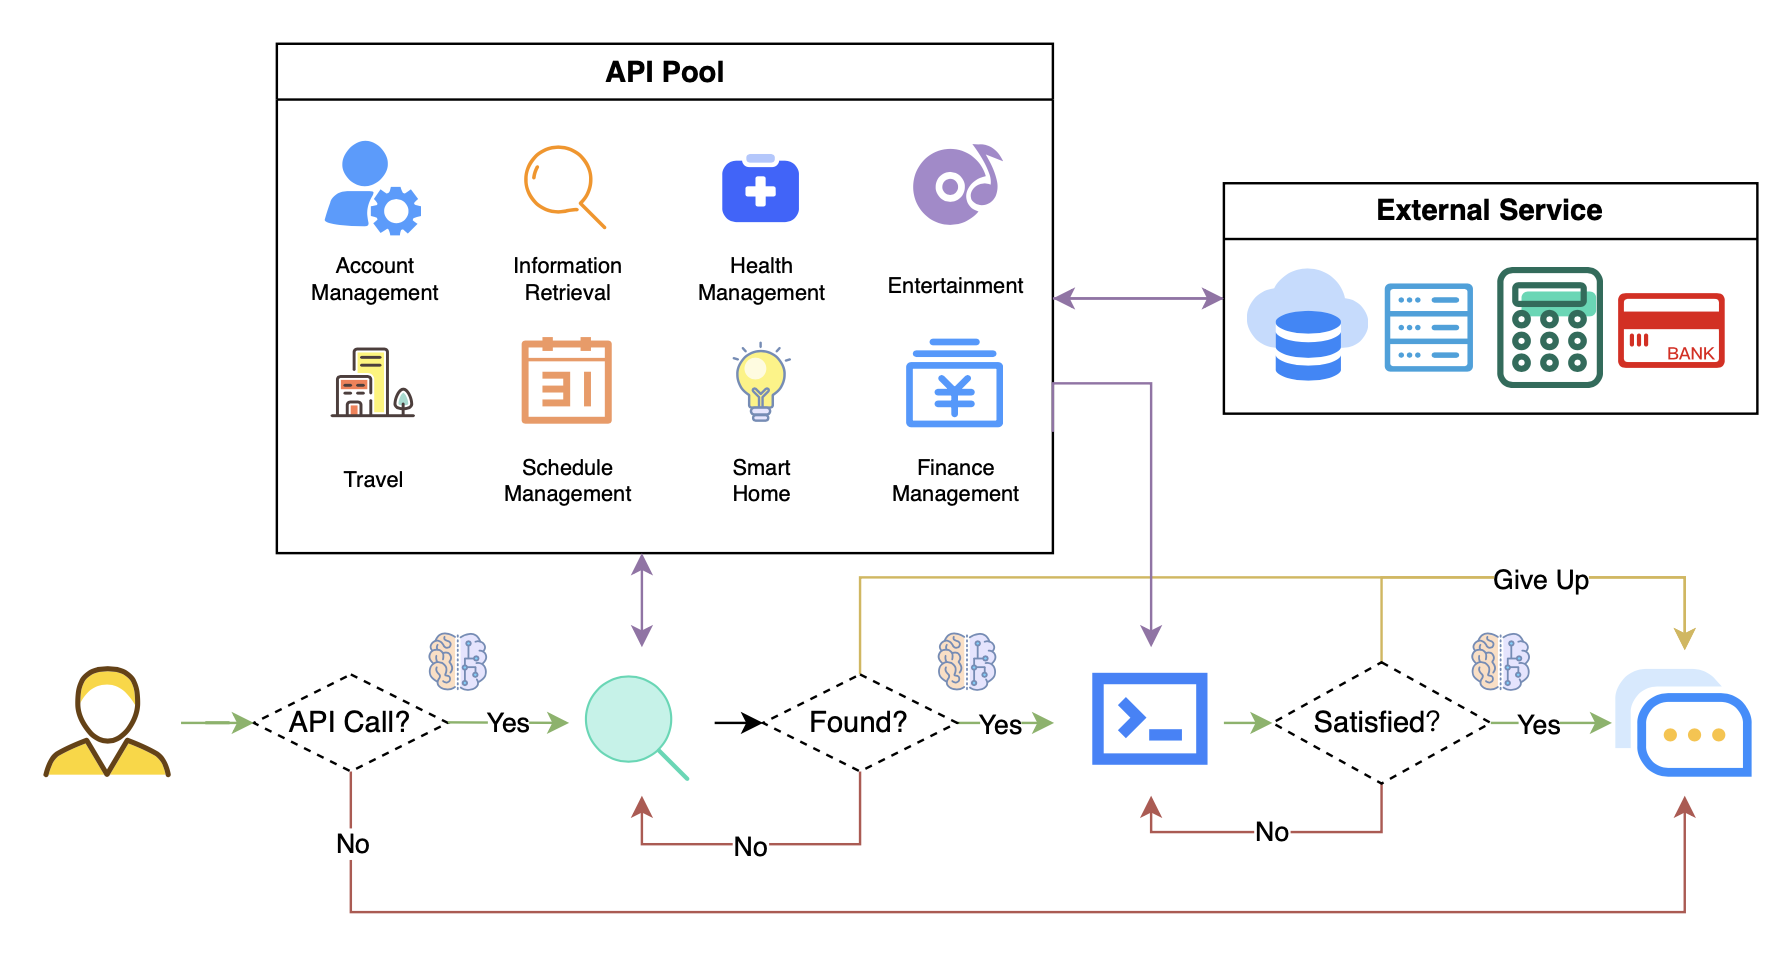 API Pool
Account
Management
Information
Retrieval
Health
Management
Entertainment
Travel
31
Schedule
Management
Smart
Home
¥
Finance
Management
External Service
BANK
Give Up
API Call?
Yes
Found?
Yes
Satisfied?
Yes
No
No
No